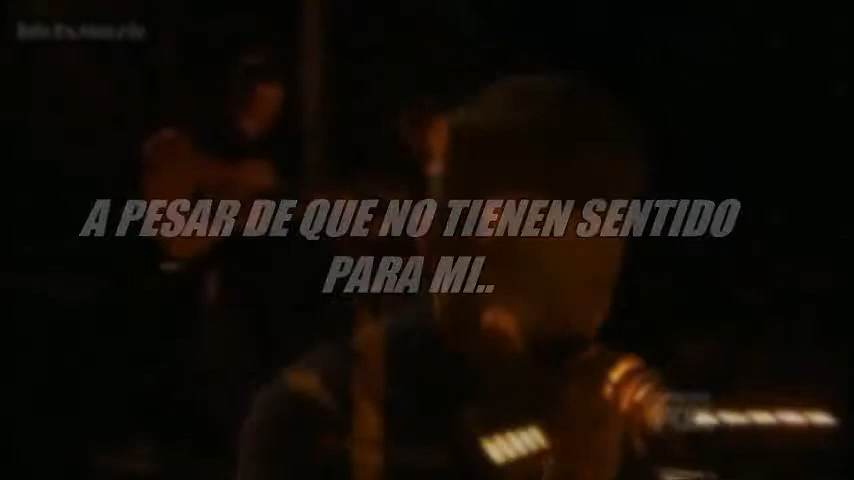 A PESAR DE QUE NO TIENEN SENTIDO
PARA MI..